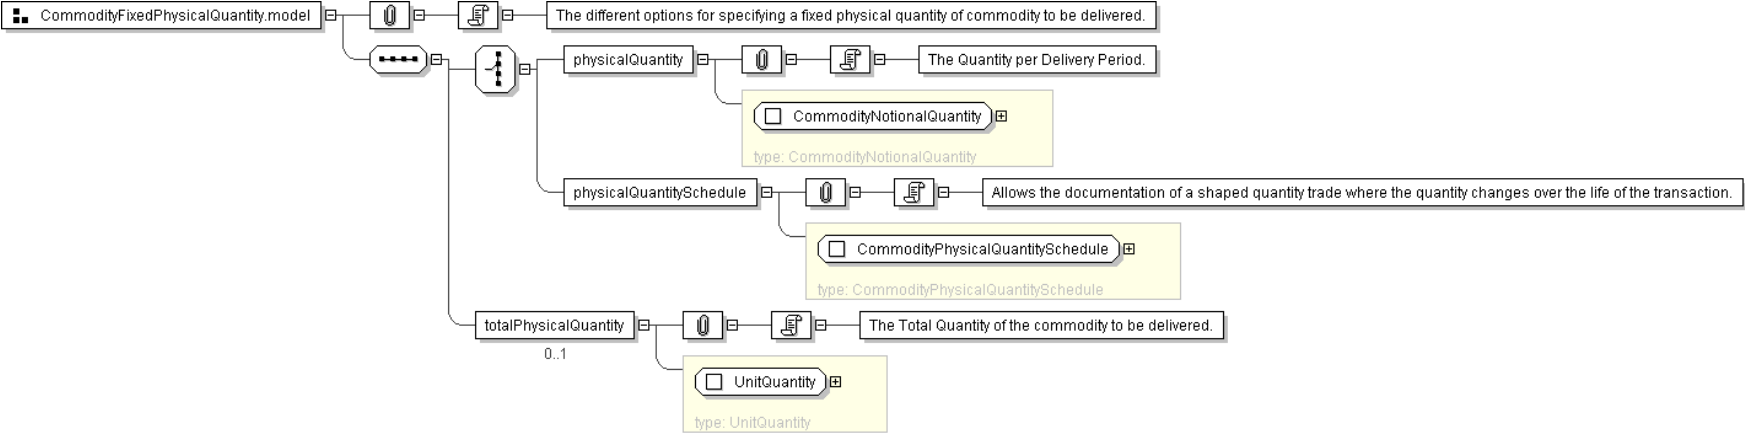 CommodityFixedPhysicalQuantity.model
The different options for specifying a fixed physical quantity of commodity to be delivered.
physicalQuantity
The Quantity per Delivery Period.
CommodityNotionalQuantity
type: CommodityNotionalQuantity
physicalQuantitySchedule
Allows the documentation of a shaped quantity trade where the quantity changes over the life of the transaction.
CommodityPhysicalQuantitySchedule
type: CommodityPhysicalQuantitySchedule
totalPhysicalQuantity
The Total Quantity of the commodity to be delivered.
0..1
UnitQuantity
type: UnitQuantity